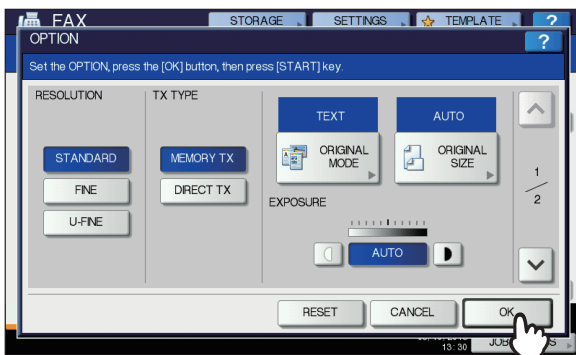 FAX
STORAGE
SETTINGS
TEMPLATE
?
OPTION
?
Set the OPTION, press the [OK] button, then press [START] key.
RESOLUTION
TX TYPE
TEXT
AUTO
STANDARD
MEMORY TX
ORIGINAL
MODE
ORIGINAL
SIZE
FINE
DIRECT TX
1
2
U-FINE
EXPOSURE
AUTO
RESET
CANCEL
OK
13:30